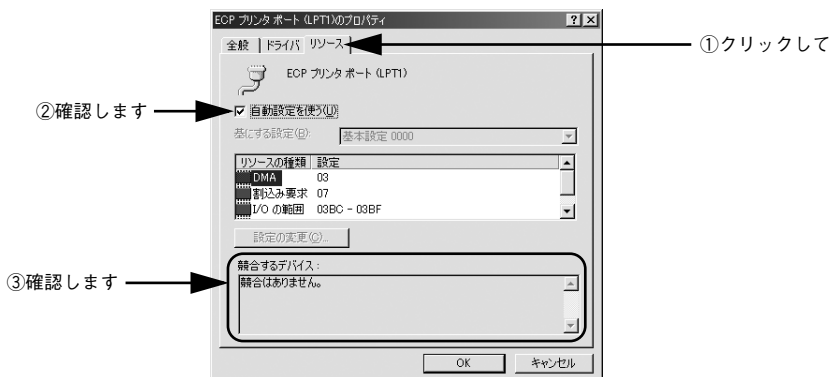 ECP プリンタ ポート (LPT1)のプロパティ
全般 ドライバ リソース
①クリックして
ECP プリンタ ポート (LPT1)
②確認します
自動設定を使う(U)
基にする設定(B): 基本設定 0000
リソースの種類 設定
DMA 03
割込み要求 07
I/O の範囲 03BC - 03BF
設定の変更(C)...
競合するデバイス:
③確認します
競合はありません。
OK キャンセル